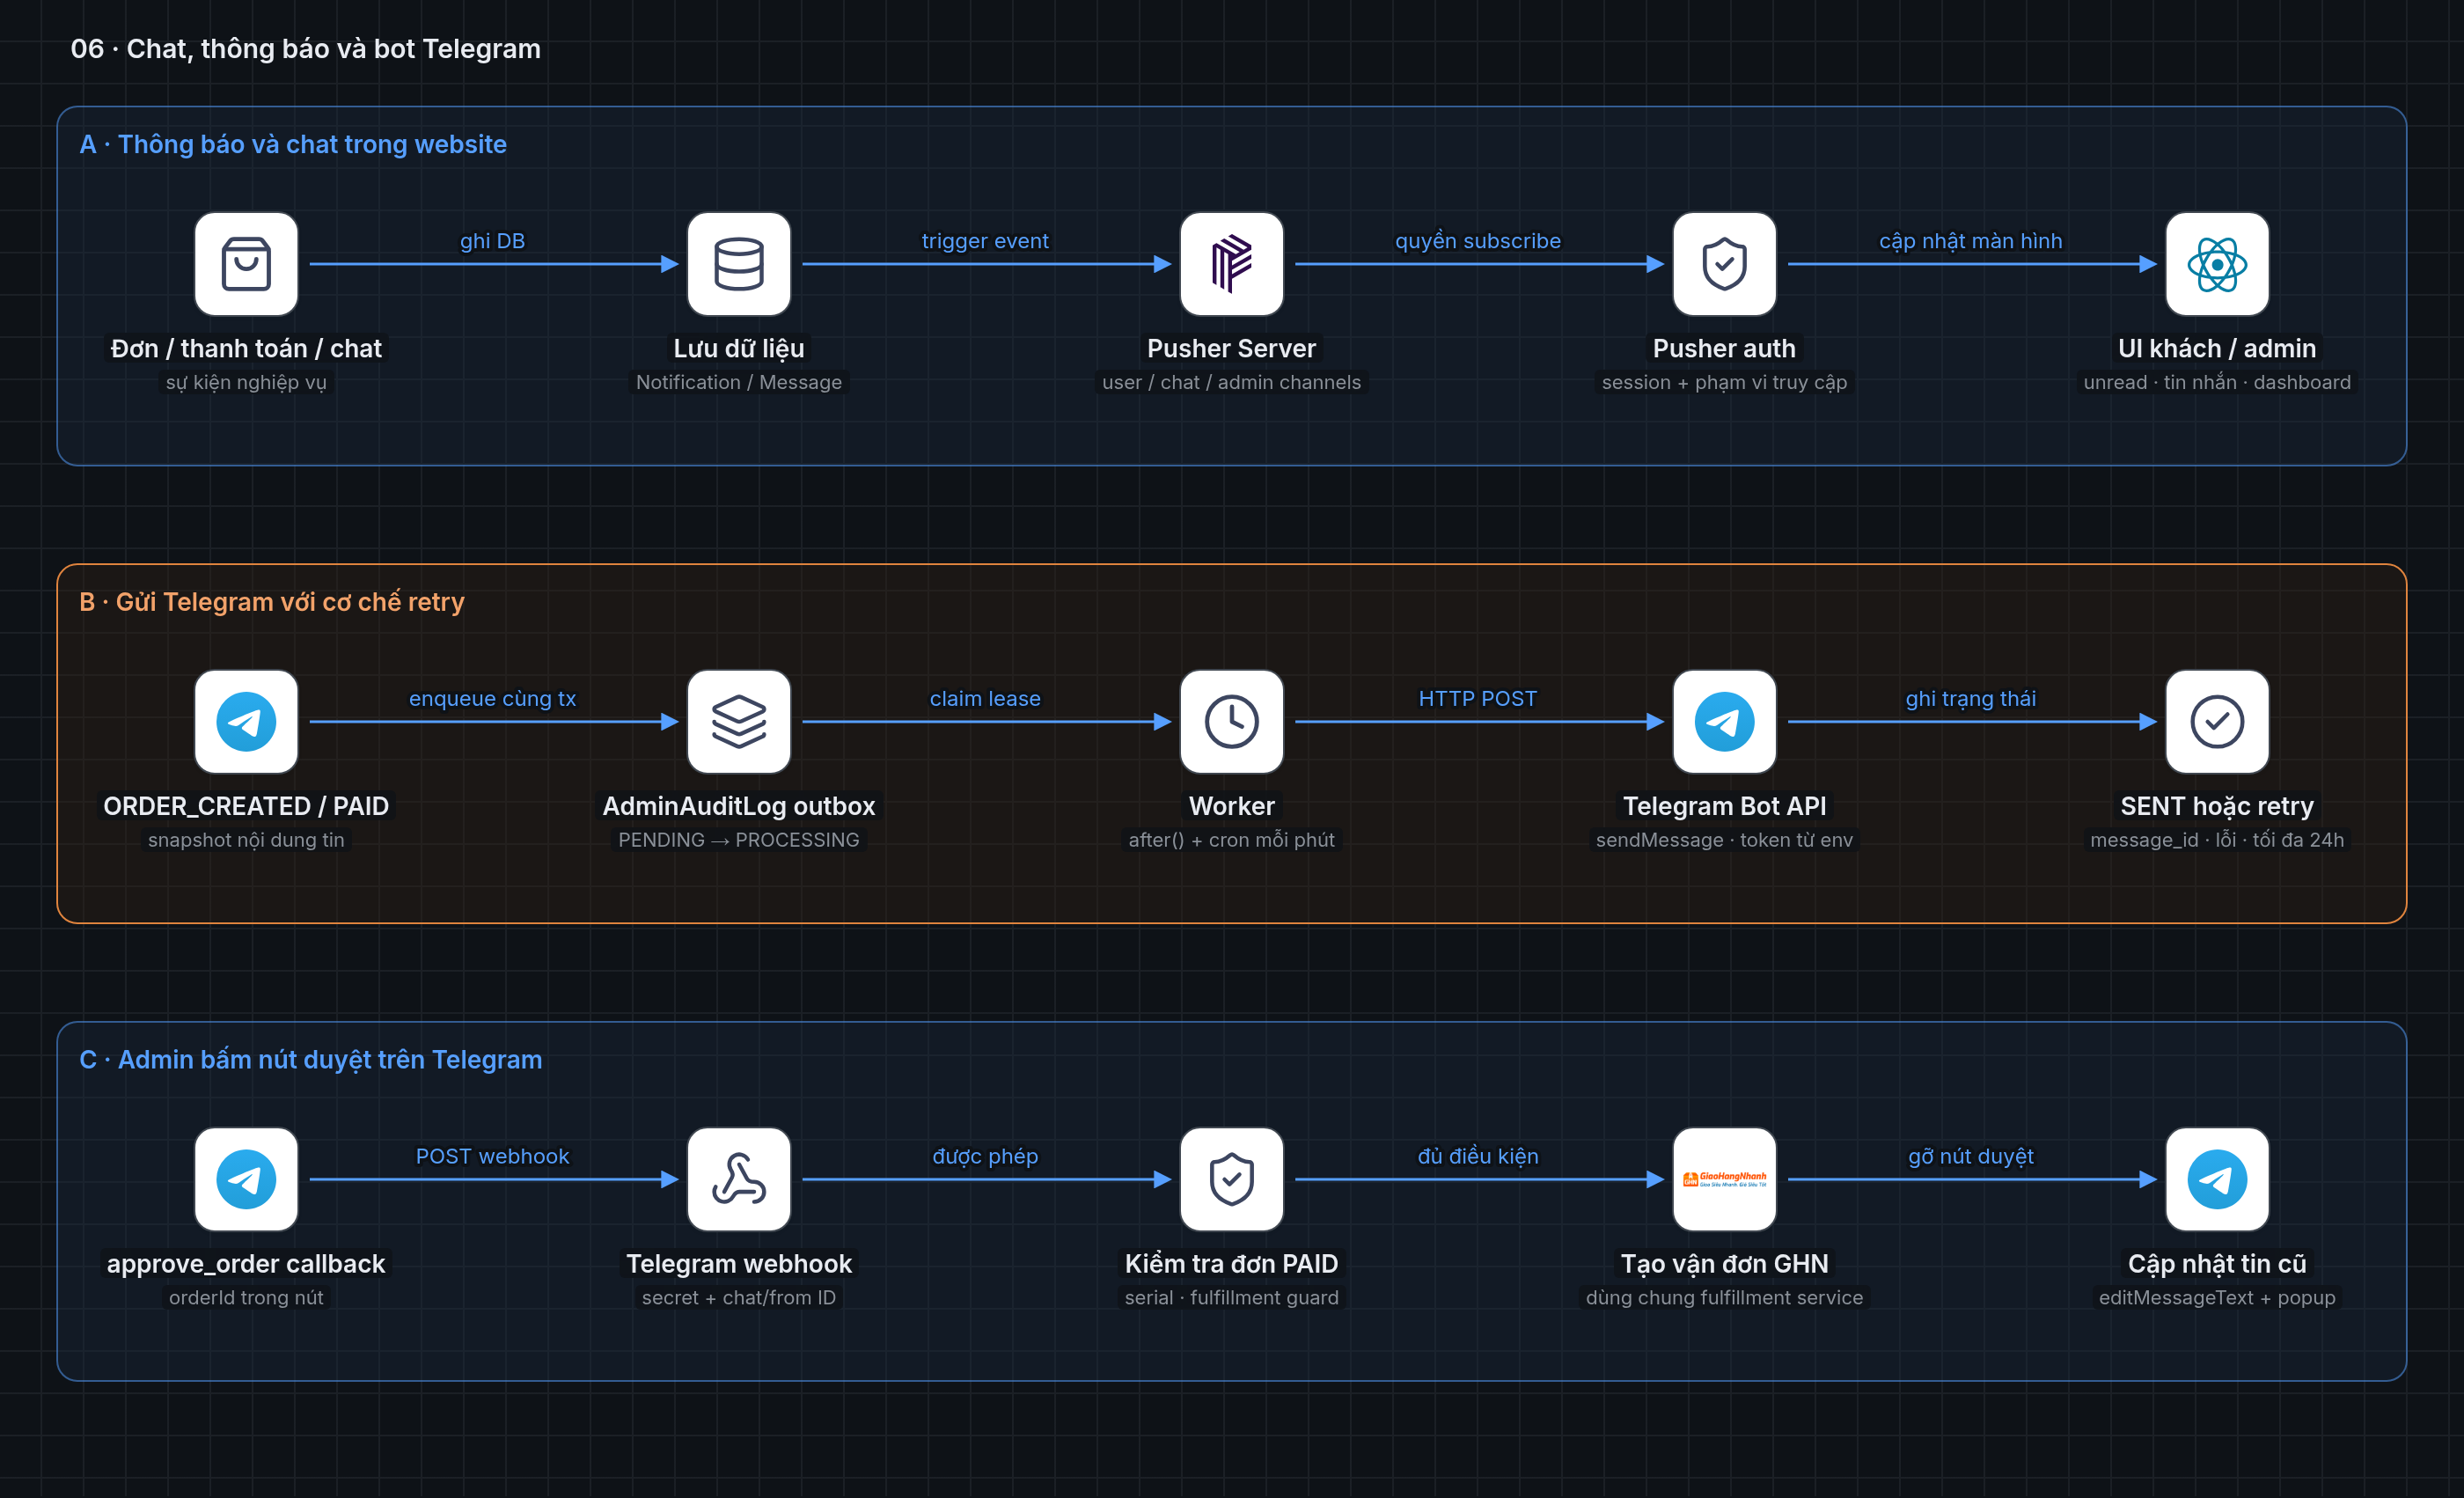 06 · Chat, thông báo và bot Telegram
A · Thông báo và chat trong website
ghi DB
trigger event
quyền subscribe
cập nhật màn hình
Đơn / thanh toán / chat
Lưu dữ liệu
Pusher Server
Pusher auth
UI khách / admin
sự kiện nghiệp vụ
Notification / Message
user / chat / admin channels
session + phạm vi truy cập
unread · tin nhắn · dashboard
B · Gửi Telegram với cơ chế retry
enqueue cùng tx
claim lease
HTTP POST
ghi trạng thái
ORDER_CREATED / PAID
AdminAuditLog outbox
Worker
Telegram Bot API
SENT hoặc retry
snapshot nội dung tin
PENDING → PROCESSING
after() + cron mỗi phút
sendMessage · token từ env
message_id · lỗi · tối đa 24h
C · Admin bấm nút duyệt trên Telegram
POST webhook
được phép
đủ điều kiện
gỡ nút duyệt
GHN
GiaoHangNhanh
approve_order callback
Telegram webhook
Kiểm tra đơn PAID
Tạo vận đơn GHN
Cập nhật tin cũ
orderId trong nút
secret + chat/from ID
serial · fulfillment guard
dùng chung fulfillment service
editMessageText + popup